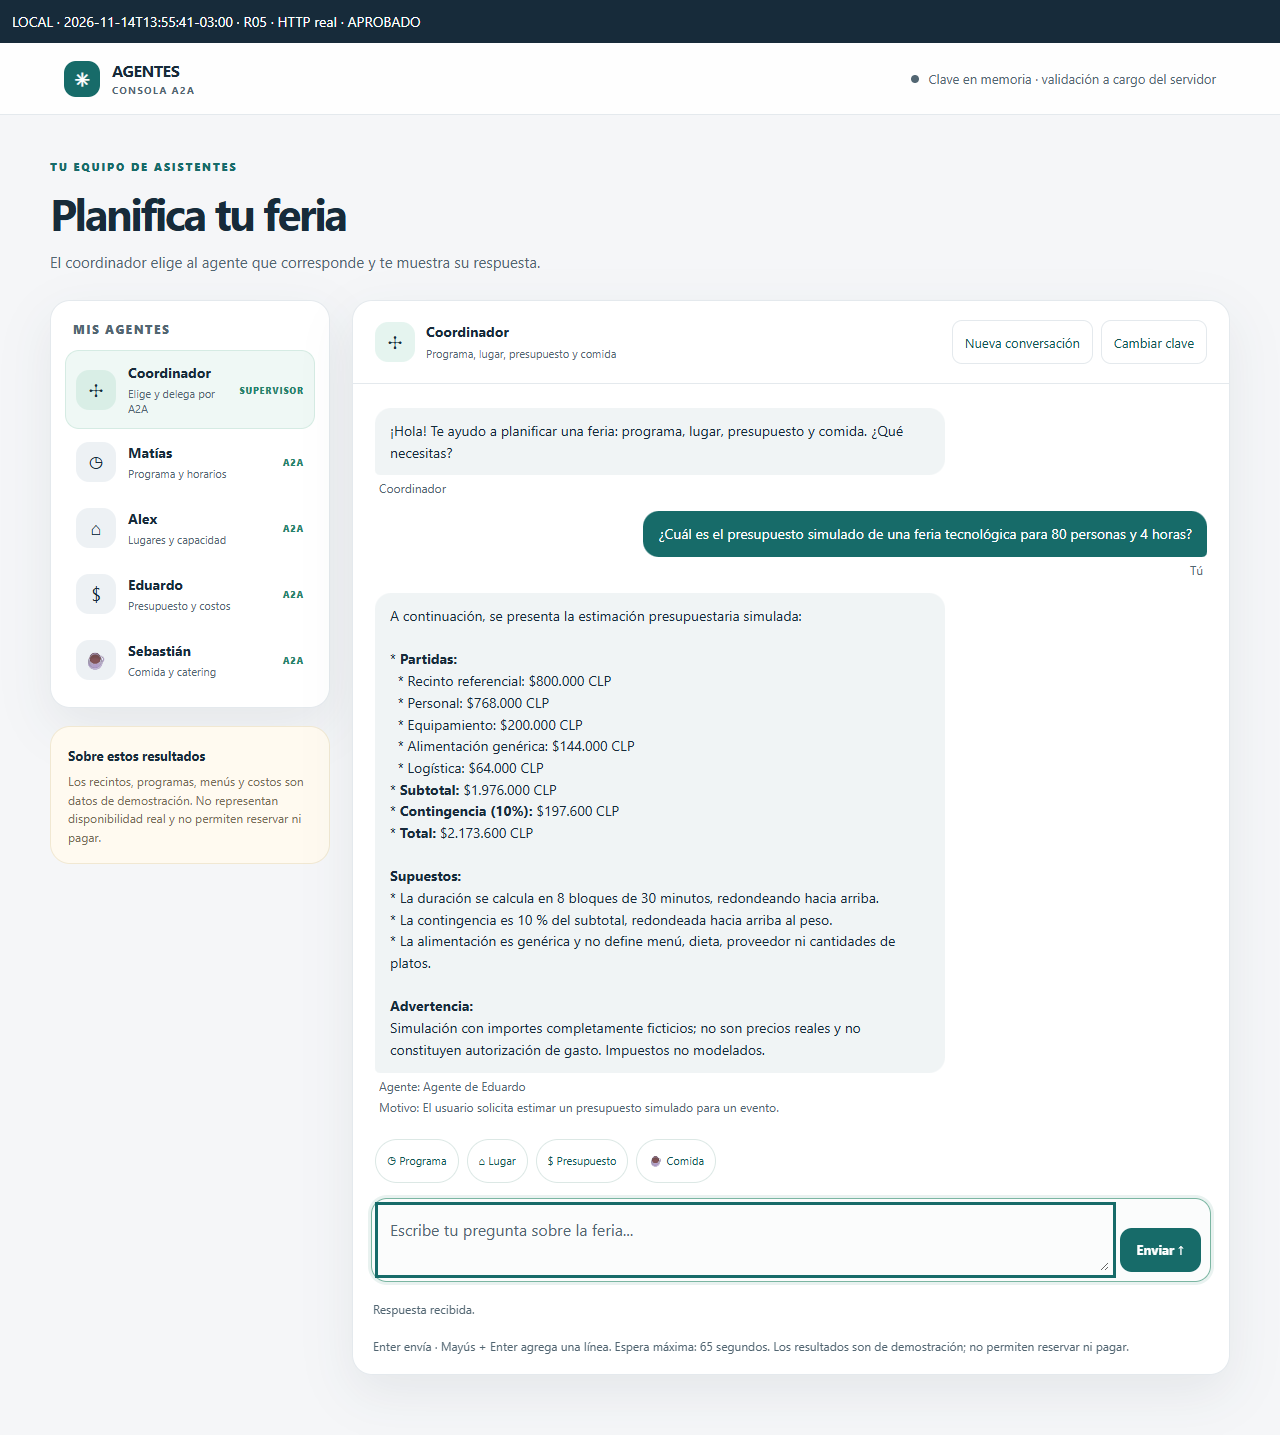 LOCAL · 2026-11-14T13:55:41-03:00 · R05 · HTTP real · APROBADO
AGENTES
CONSOLA A2A
Clave en memoria · validación a cargo del servidor
TU EQUIPO DE ASISTENTES
Planifica tu feria
El coordinador elige al agente que corresponde y te muestra su respuesta.
MIS AGENTES
Coordinador
Elige y delega por
A2A
SUPERVISOR
Matías
Programa y horarios
A2A
Alex
Lugares y capacidad
A2A
Eduardo
Presupuesto y costos
A2A
Sebastián
Comida y catering
A2A
Sobre estos resultados
Los recintos, programas, menús y costos son
datos de demostración. No representan
disponibilidad real y no permiten reservar ni
pagar.
Coordinador
Programa, lugar, presupuesto y comida
Nueva conversación
Cambiar clave
¡Hola! Te ayudo a planificar una feria: programa, lugar, presupuesto y comida. ¿Qué
necesitas?
Coordinador
¿Cuál es el presupuesto simulado de una feria tecnológica para 80 personas y 4 horas?
Tú
A continuación, se presenta la estimación presupuestaria simulada:
* Partidas:
* Recinto referencial: $800.000 CLP
* Personal: $768.000 CLP
* Equipamiento: $200.000 CLP
* Alimentación genérica: $144.000 CLP
* Logística: $64.000 CLP
* Subtotal: $1.976.000 CLP
* Contingencia (10%): $197.600 CLP
* Total: $2.173.600 CLP
Supuestos:
* La duración se calcula en 8 bloques de 30 minutos, redondeando hacia arriba.
* La contingencia es 10 % del subtotal, redondeada hacia arriba al peso.
* La alimentación es genérica y no define menú, dieta, proveedor ni cantidades de
platos.
Advertencia:
Simulación con importes completamente ficticios; no son precios reales y no
constituyen autorización de gasto. Impuestos no modelados.
Agente: Agente de Eduardo
Motivo: El usuario solicita estimar un presupuesto simulado para un evento.
Programa
Lugar
$ Presupuesto
Comida
Escribe tu pregunta sobre la feria...
Enviar ↑
Respuesta recibida.
Enter envía · Mayús + Enter agrega una línea. Espera máxima: 65 segundos. Los resultados son de demostración; no permiten reservar ni pagar.